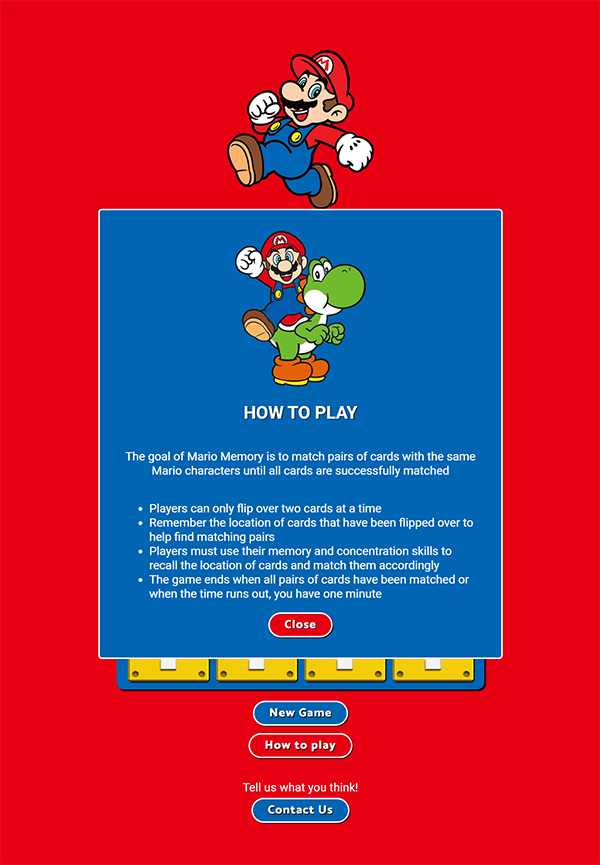 M
M
HOW TO PLAY
The goal of Mario Memory is to match pairs of cards with the same
Mario characters until all cards are successfully matched
• Players can only flip over two cards at a time
• Remember the location of cards that have been flipped over to
help find matching pairs
• Players must use their memory and concentration skills to
recall the location of cards and match them accordingly
• The game ends when all pairs of cards have been matched or
when the time runs out, you have one minute
Close
New Game
How to play
Tell us what you think!
Contact Us